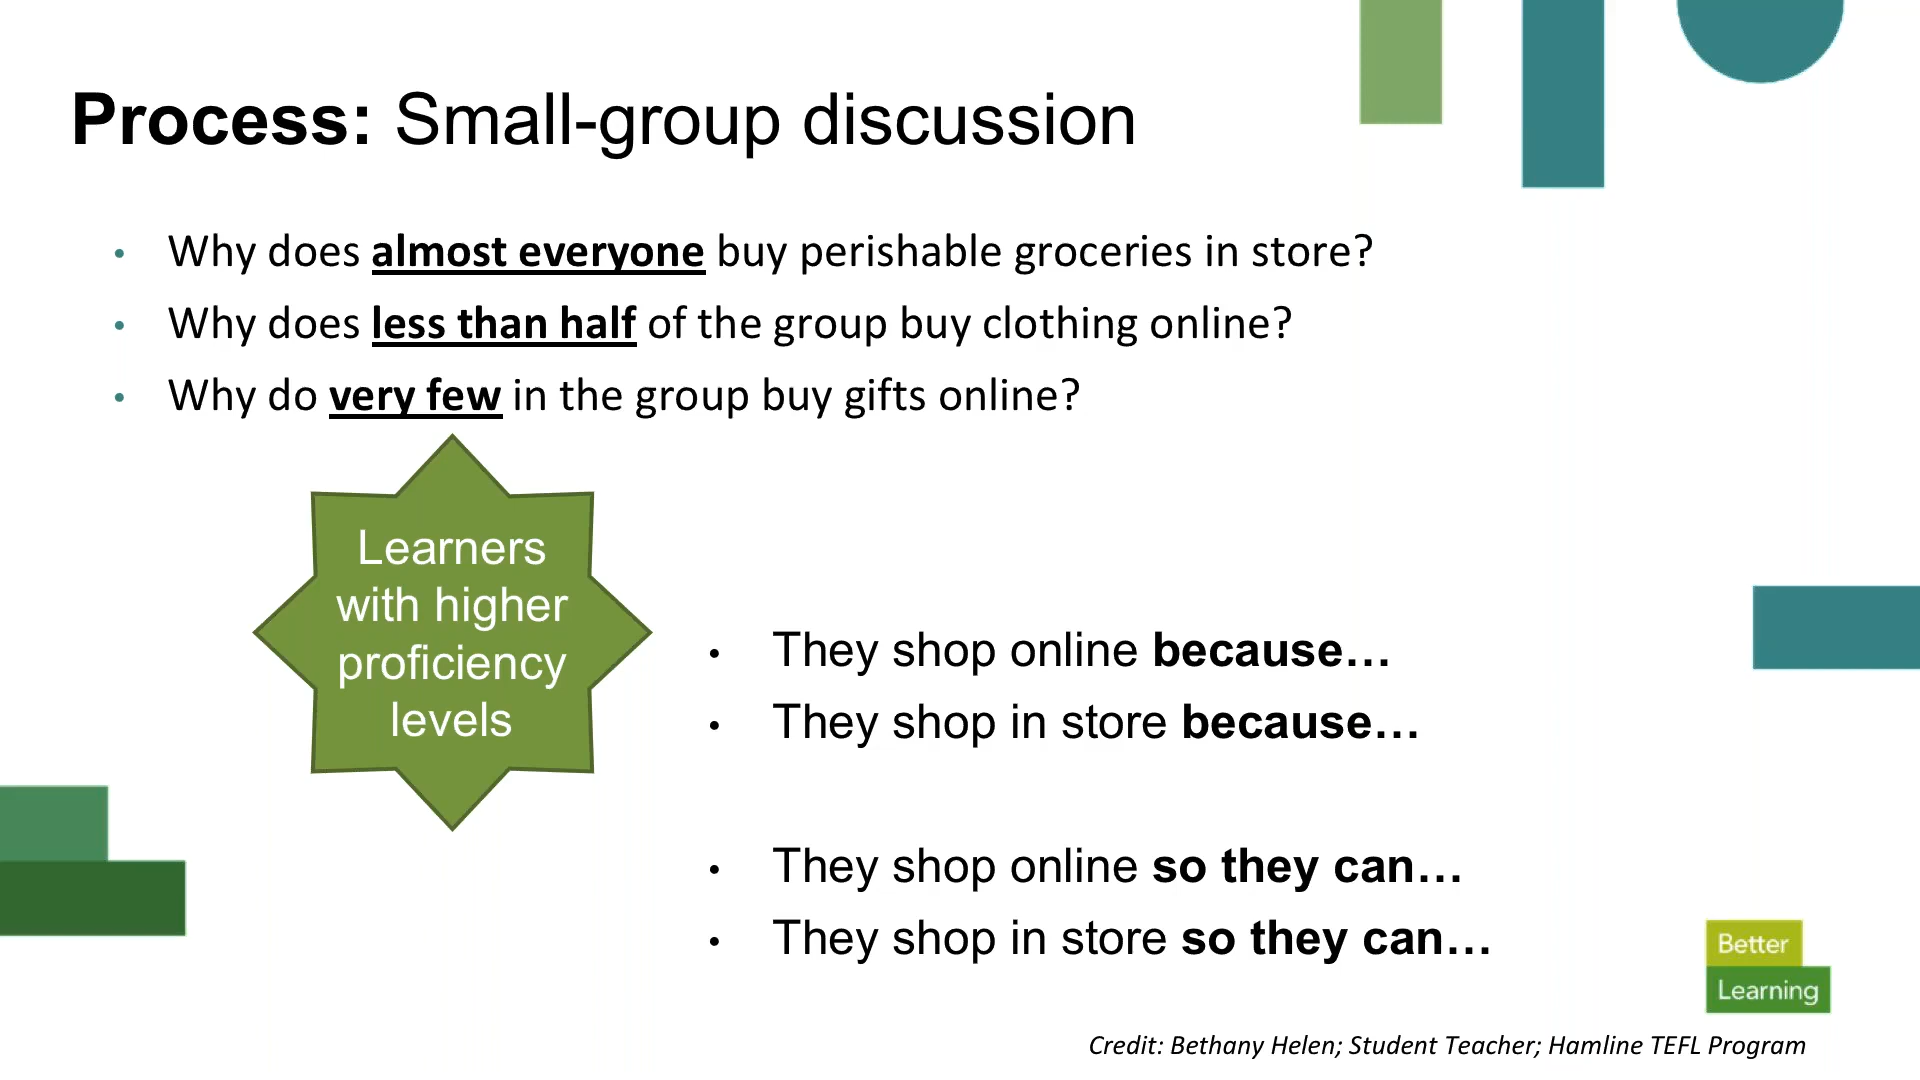 Process: Small-group discussion
• Why does almost everyone buy perishable groceries in store?
• Why does less than half of the group buy clothing online?
• Why do very few in the group buy gifts online?
Learners
with higher
proficiency
levels
• They shop online because…
• They shop in store because…
• They shop online so they can…
• They shop in store so they can…
Better
Learning
Credit: Bethany Helen; Student Teacher; Hamline TEFL Program